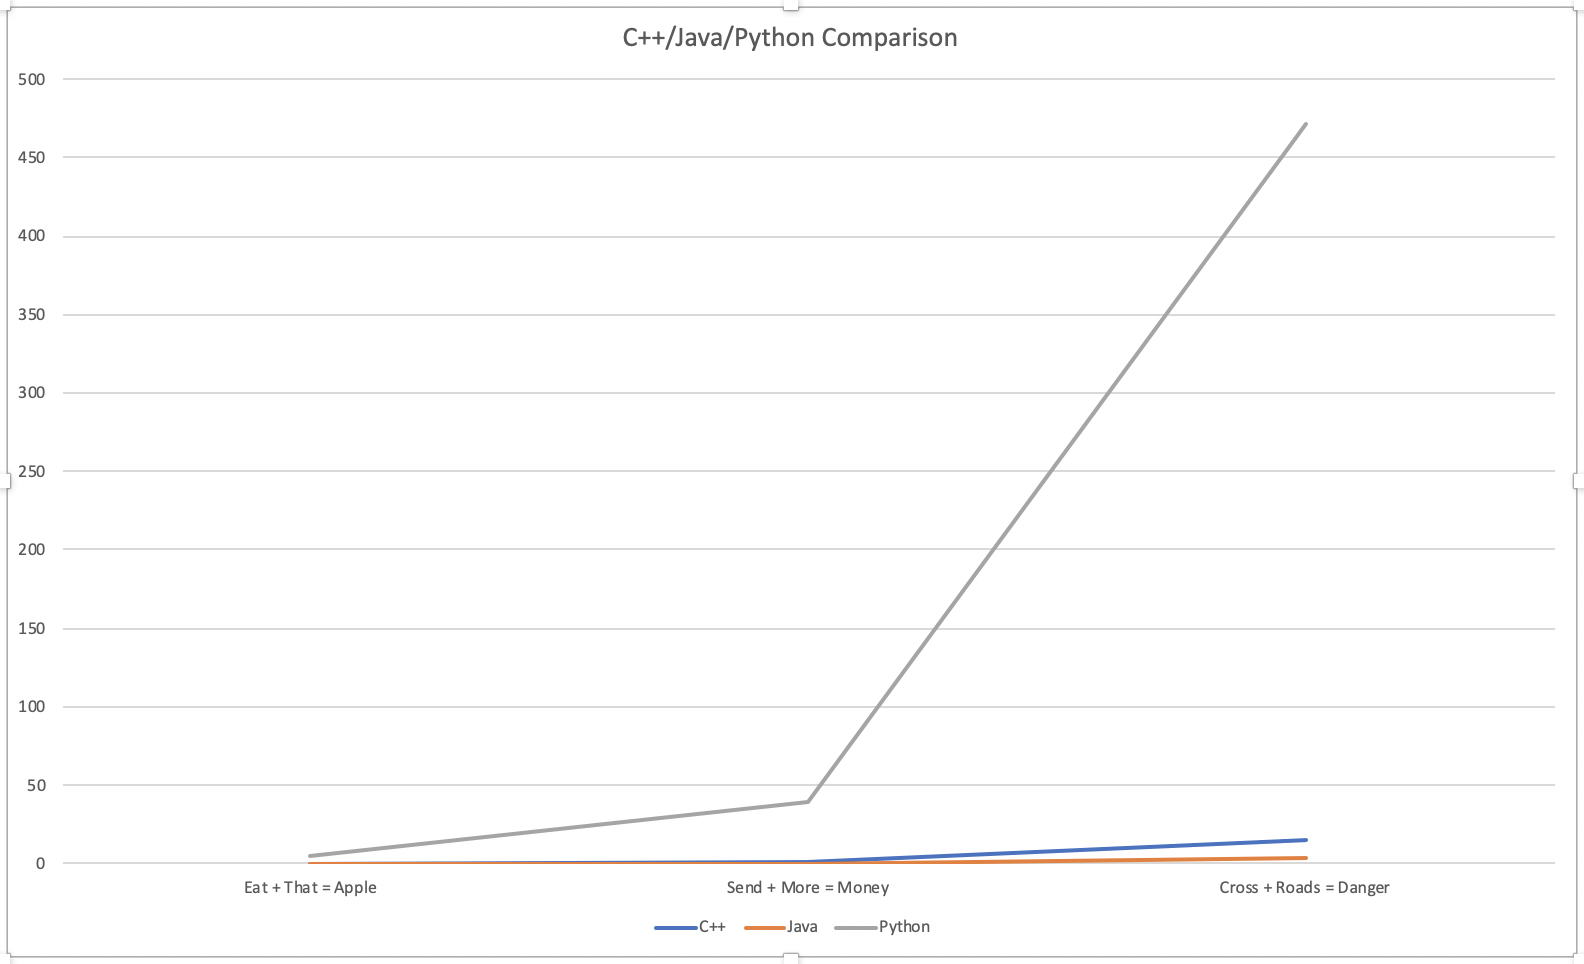 C++/Java/Python Comparison
500
450
400
350
300
250
200
150
100
50
0
Eat + That = Apple
Send + More = Money
Cross + Roads = Danger
C++ Java Python